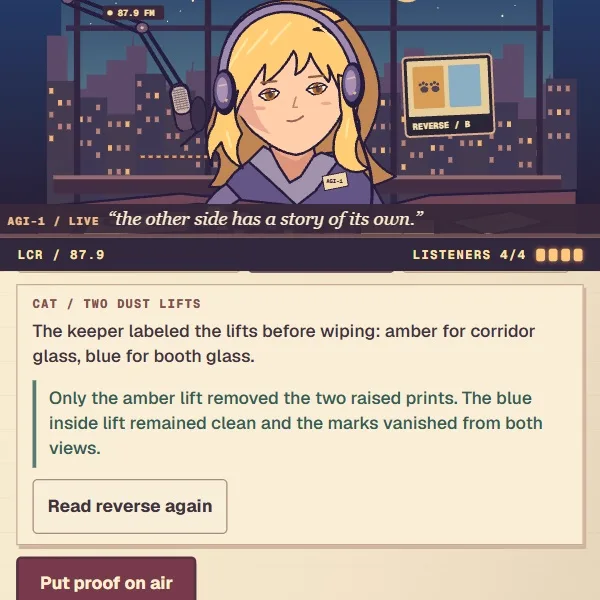 87.9 FM
REVERSE / B
AGI-1
AGI-1 / LIVE “the other side has a story of its own.”
LCR / 87.9
LISTENERS 4/4
CAT / TWO DUST LIFTS
The keeper labeled the lifts before wiping: amber for corridor
glass, blue for booth glass.
Only the amber lift removed the two raised prints. The blue
inside lift remained clean and the marks vanished from both
views.
Read reverse again
Put proof on air